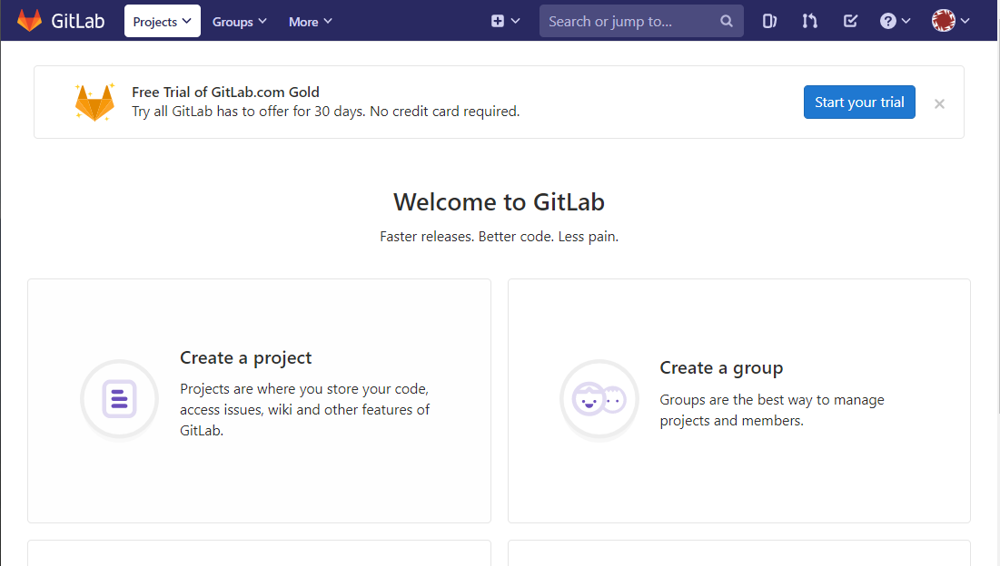 GitLab Projects Groups More Search or jump to...
Free Trial of GitLab.com Gold
Try all GitLab has to offer for 30 days. No credit card required.
Start your trial
Welcome to GitLab
Faster releases. Better code. Less pain.
Create a project
Projects are where you store your code,
access issues, wiki and other features of
GitLab.
Create a group
Groups are the best way to manage
projects and members.